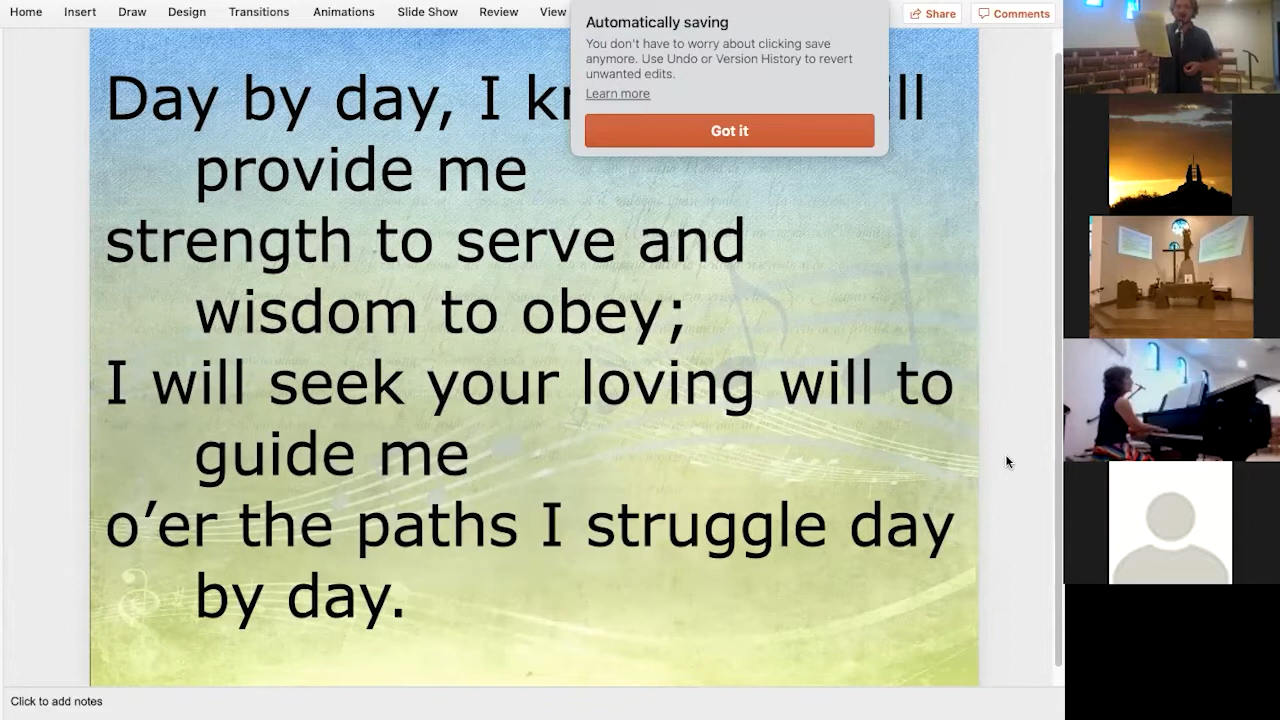 Home Insert Draw Design Transitions Animations Slide Show Review View Share Comments
Automatically saving
You don't have to worry about clicking save
anymore. Use Undo or Version History to revert
unwanted edits.
Learn more
Got it
Day by day, I
provide me
strength to serve and
wisdom to obey;
I will seek your loving will to
guide me
o’er the paths I struggle day
by day.
Click to add notes